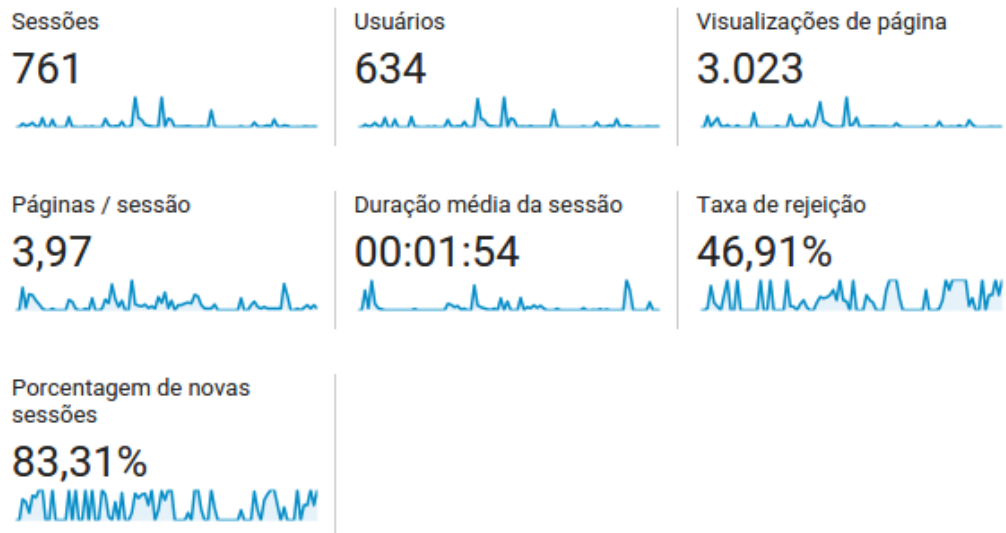 Sessões
761
Usuários
634
Visualizações de página
3.023
Páginas / sessão
3,97
Duração média da sessão
00:01:54
Taxa de rejeição
46,91%
Porcentagem de novas
sessões
83,31%